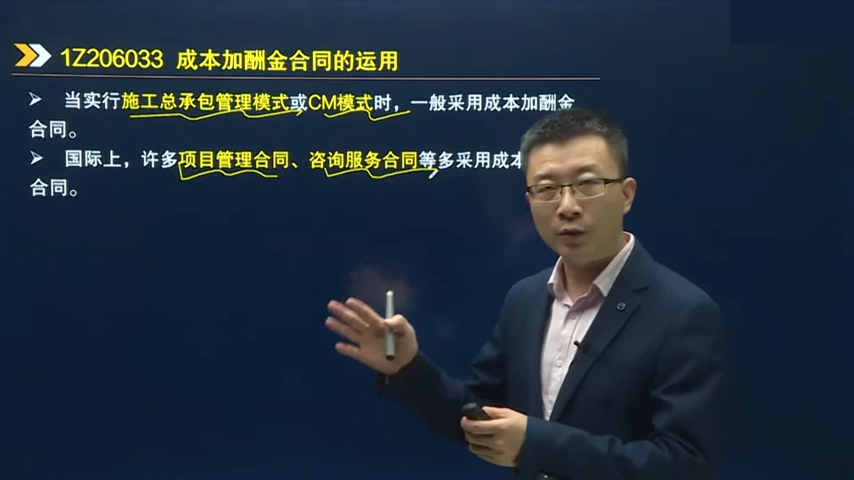 1Z206033 成本加酬金合同的运用
当实行施工总承包管理模式或CM模式时，一般采用成本加酬金
合同。
国际上，许多项目管理合同、咨询服务合同等多采用成本
合同。